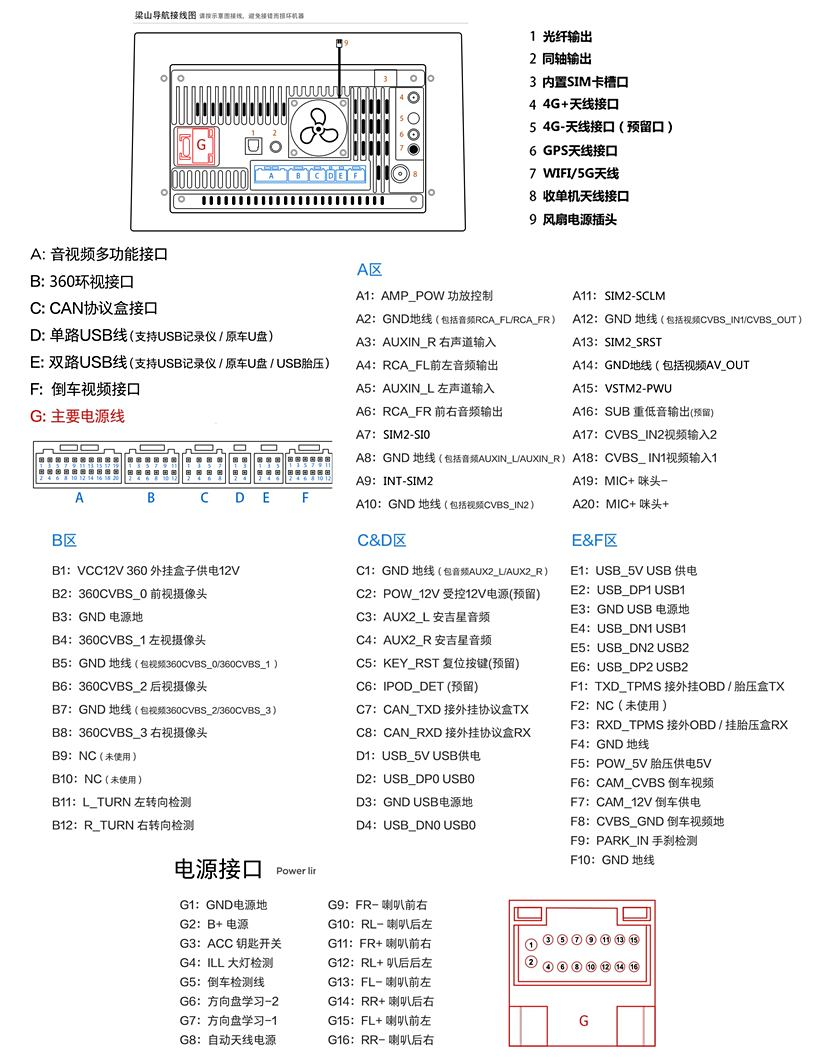 梁山导航接线图 请按示意图接线，避免接错而损坏机器
9
3
4
5
6
7
8
1 2
G
A B C D E F
1 光纤输出
2 同轴输出
3 内置SIM卡槽口
4 4G+天线接口
5 4G-天线接口（预留口）
6 GPS天线接口
7 WIFI/5G天线
8 收单机天线接口
9 风扇电源插头
A: 音视频多功能接口
B: 360环视接口
C: CAN协议盒接口
D: 单路USB线(支持USB记录仪 / 原车U盘)
E: 双路USB线(支持USB记录仪 / 原车U盘 / USB胎压)
F: 倒车视频接口
G: 主要电源线
A B C D E F
A区
A1：AMP_POW 功放控制
A2：GND地线（包括音频RCA_FL/RCA_FR）
A3：AUXIN_R 右声道输入
A4：RCA_FL前左音频输出
A5：AUXIN_L 左声道输入
A6：RCA_FR 前右音频输出
A7：SIM2-SI0
A8：GND 地线（包括音频AUXIN_L/AUXIN_R）
A9：INT-SIM2
A10：GND 地线（包括视频CVBS_IN2）
A11：SIM2-SCLM
A12：GND 地线（包括视频CVBS_IN1/CVBS_OUT）
A13：SIM2_SRST
A14：GND地线（包括视频AV_OUT
A15：VSTM2-PWU
A16：SUB 重低音输出(预留)
A17：CVBS_IN2视频输入2
A18：CVBS_ IN1视频输入1
A19：MIC+ 咪头−
A20：MIC+ 咪头+
B区
B1：VCC12V 360 外挂盒子供电12V
B2：360CVBS_0 前视摄像头
B3：GND 电源地
B4：360CVBS_1 左视摄像头
B5：GND 地线（包视频360CVBS_0/360CVBS_1 ）
B6：360CVBS_2 后视摄像头
B7：GND 地线（包视频360CVBS_2/360CVBS_3）
B8：360CVBS_3 右视摄像头
B9：NC（未使用）
B10：NC（未使用）
B11：L_TURN 左转向检测
B12：R_TURN 右转向检测
C&D区
C1：GND 地线（包音频AUX2_L/AUX2_R）
C2：POW_12V 受控12V电源(预留)
C3：AUX2_L 安吉星音频
C4：AUX2_R 安吉星音频
C5：KEY_RST 复位按键(预留)
C6：IPOD_DET (预留)
C7：CAN_TXD 接外挂协议盒TX
C8：CAN_RXD 接外挂协议盒RX
D1：USB_5V USB供电
D2：USB_DP0 USB0
D3：GND USB电源地
D4：USB_DN0 USB0
E&F区
E1：USB_5V USB 供电
E2：USB_DP1 USB1
E3：GND USB 电源地
E4：USB_DN1 USB1
E5：USB_DN2 USB2
E6：USB_DP2 USB2
F1：TXD_TPMS 接外挂OBD / 胎压盒TX
F2：NC（未使用）
F3：RXD_TPMS 接外OBD / 挂胎压盒RX
F4：GND 地线
F5：POW_5V 胎压供电5V
F6：CAM_CVBS 倒车视频
F7：CAM_12V 倒车供电
F8：CVBS_GND 倒车视频地
F9：PARK_IN 手刹检测
F10：GND 地线
电源接口 Power lir
G1：GND电源地
G2：B+ 电源
G3：ACC 钥匙开关
G4：ILL 大灯检测
G5：倒车检测线
G6：方向盘学习−2
G7：方向盘学习−1
G8：自动天线电源
G9：FR− 喇叭前右
G10：RL− 喇叭后左
G11：FR+ 喇叭前右
G12：RL+ 叭后后左
G13：FL− 喇叭前左
G14：RR+ 喇叭后右
G15：FL+ 喇叭前左
G16：RR− 喇叭后右
1 3 5 7 9 11 13 15
2 4 6 8 10 12 14 16
G